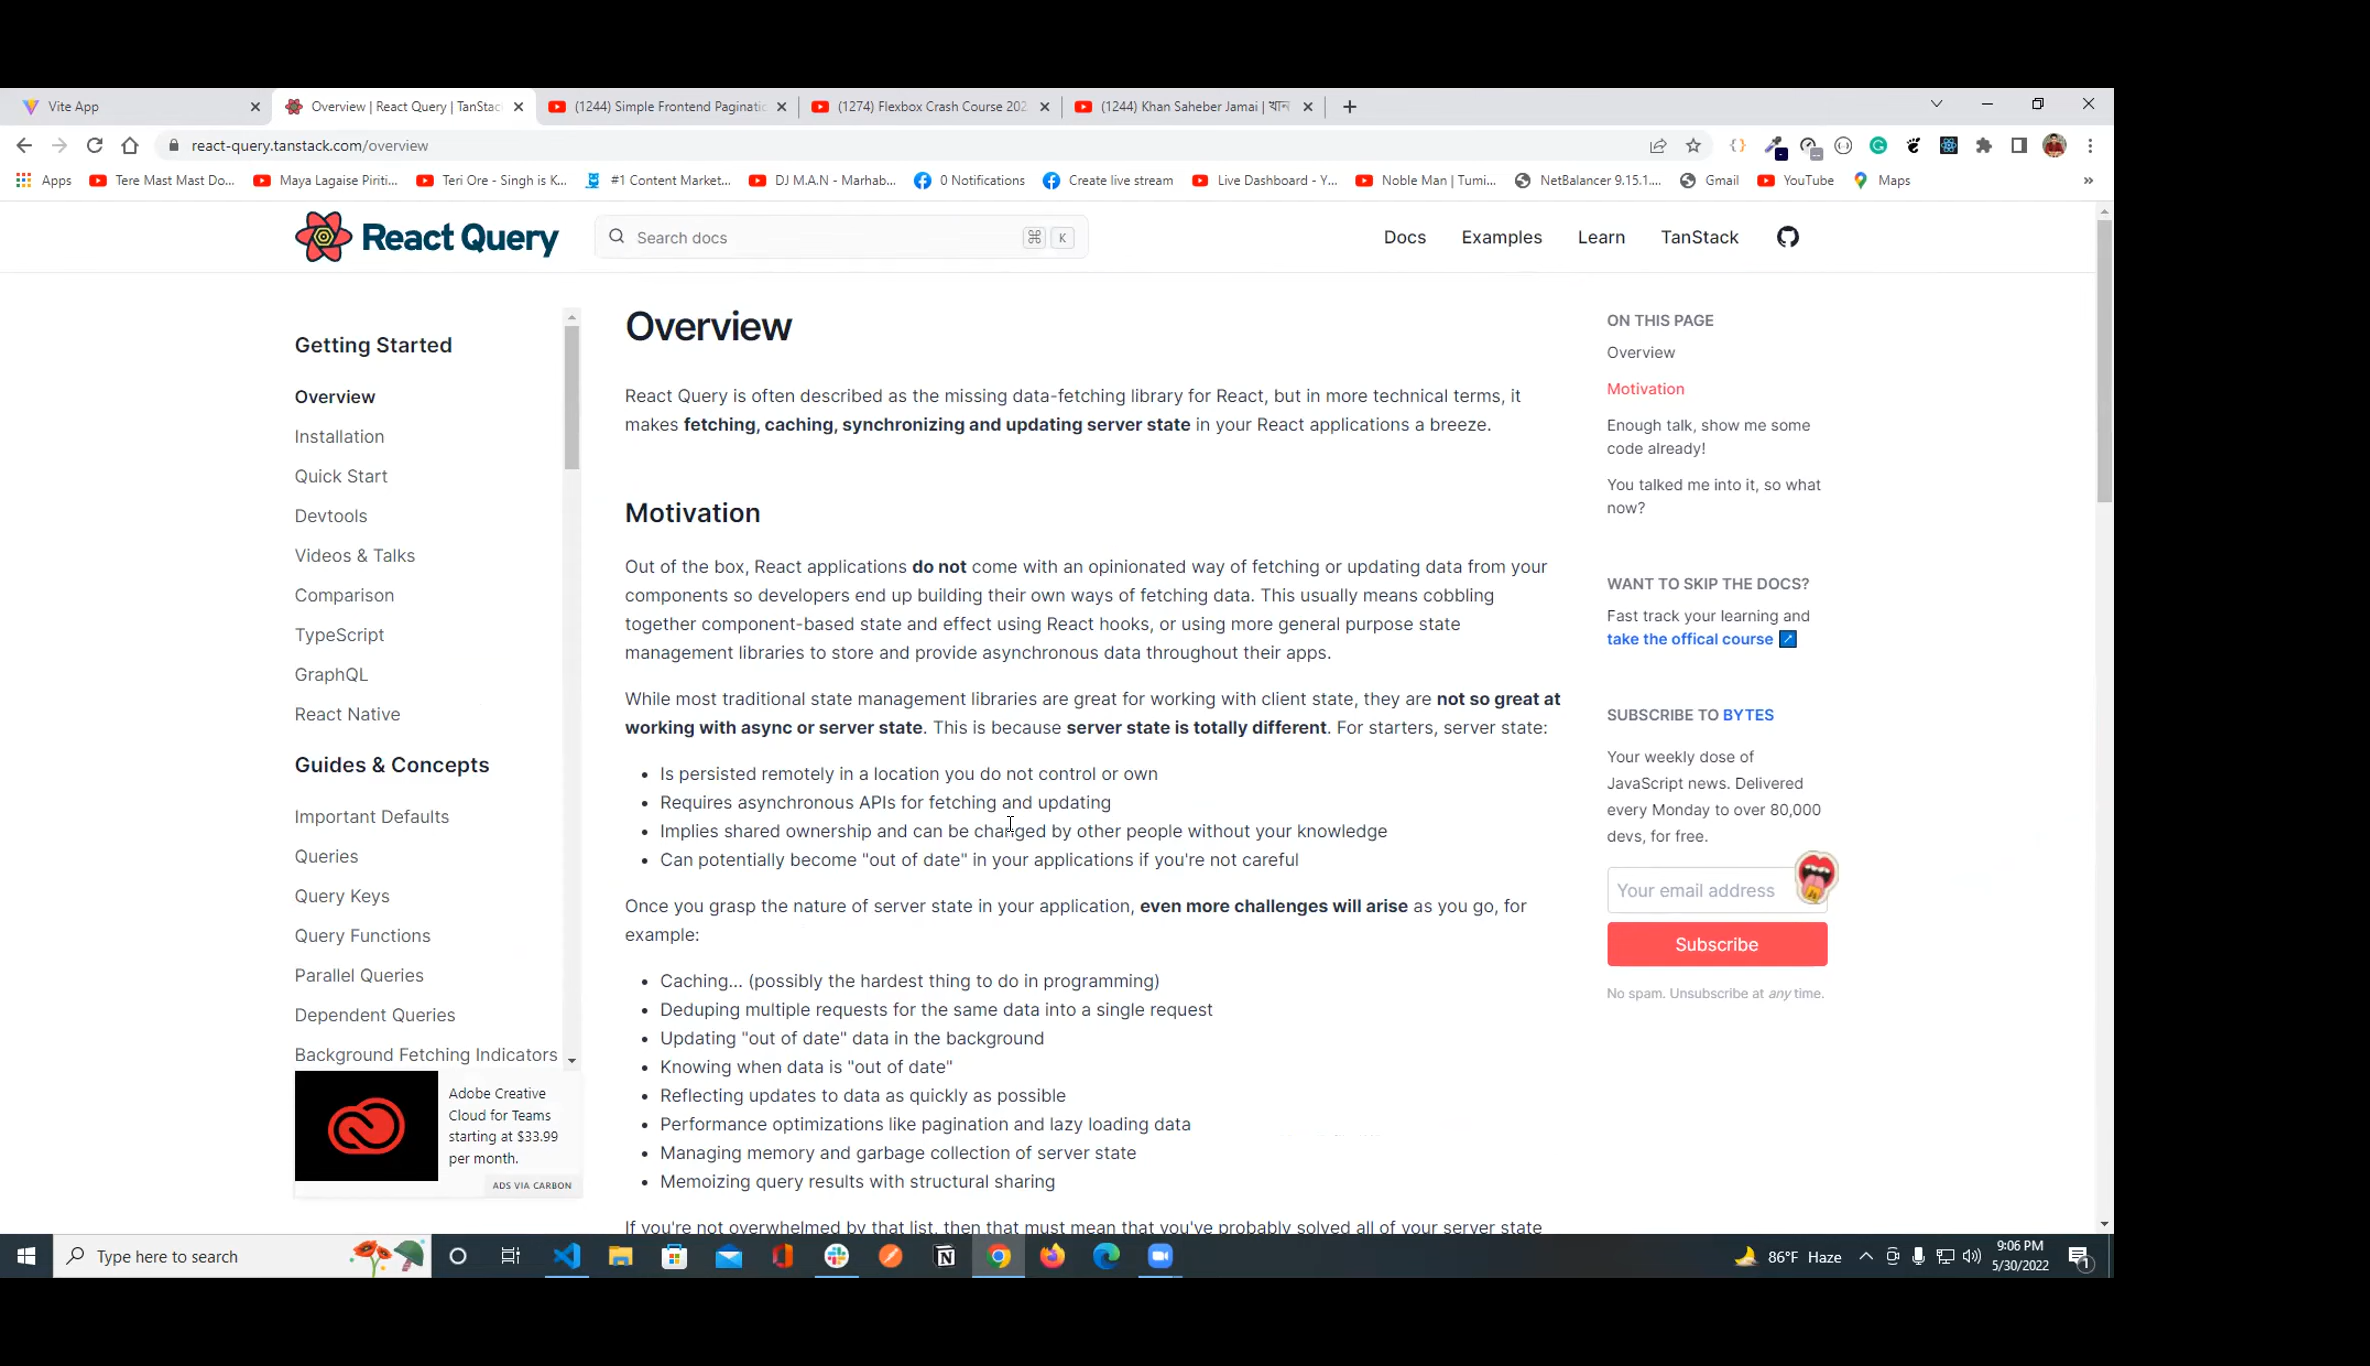 Vite App
Overview | React Query | TanStac
(1244) Simple Frontend Paginatic
(1274) Flexbox Crash Course 202
(1244) Khan Saheber Jamai | খান
react-query.tanstack.com/overview
Apps
Tere Mast Mast Do...
Maya Lagaise Piriti...
Teri Ore - Singh is K...
#1 Content Market...
DJ M.A.N - Marhab...
0 Notifications
Create live stream
Live Dashboard - Y...
Noble Man | Tumi...
NetBalancer 9.15.1....
Gmail
YouTube
Maps
»
React Query
Search docs
⌘ K
Docs
Examples
Learn
TanStack
Getting Started
Overview
Installation
Quick Start
Devtools
Videos & Talks
Comparison
TypeScript
GraphQL
React Native
Guides & Concepts
Important Defaults
Queries
Query Keys
Query Functions
Parallel Queries
Dependent Queries
Background Fetching Indicators
Adobe Creative
Cloud for Teams
starting at $33.99
per month.
ADS VIA CARBON
Overview
React Query is often described as the missing data-fetching library for React, but in more technical terms, it
makes fetching, caching, synchronizing and updating server state in your React applications a breeze.
Motivation
Out of the box, React applications do not come with an opinionated way of fetching or updating data from your
components so developers end up building their own ways of fetching data. This usually means cobbling
together component-based state and effect using React hooks, or using more general purpose state
management libraries to store and provide asynchronous data throughout their apps.
While most traditional state management libraries are great for working with client state, they are not so great at
working with async or server state. This is because server state is totally different. For starters, server state:
• Is persisted remotely in a location you do not control or own
• Requires asynchronous APIs for fetching and updating
• Implies shared ownership and can be changed by other people without your knowledge
• Can potentially become "out of date" in your applications if you're not careful
Once you grasp the nature of server state in your application, even more challenges will arise as you go, for
example:
• Caching... (possibly the hardest thing to do in programming)
• Deduping multiple requests for the same data into a single request
• Updating "out of date" data in the background
• Knowing when data is "out of date"
• Reflecting updates to data as quickly as possible
• Performance optimizations like pagination and lazy loading data
• Managing memory and garbage collection of server state
• Memoizing query results with structural sharing
If you're not overwhelmed by that list, then that must mean that you've probably solved all of your server state
ON THIS PAGE
Overview
Motivation
Enough talk, show me some
code already!
You talked me into it, so what
now?
WANT TO SKIP THE DOCS?
Fast track your learning and
take the offical course
SUBSCRIBE TO BYTES
Your weekly dose of
JavaScript news. Delivered
every Monday to over 80,000
devs, for free.
Your email address
Subscribe
No spam. Unsubscribe at any time.
Type here to search
86°F Haze
9:06 PM
5/30/2022
1